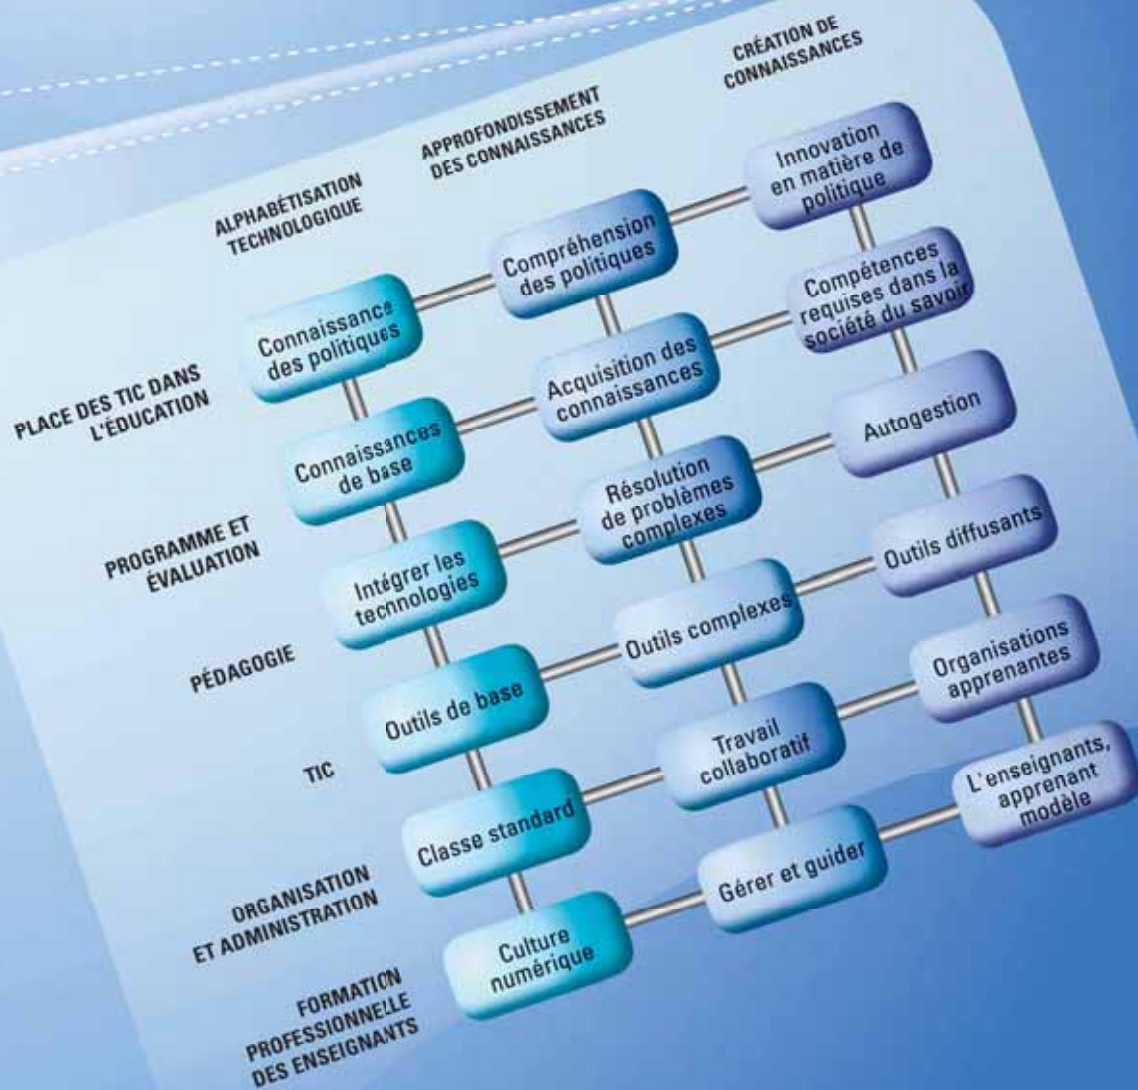 ALPHABÉTISATION
TECHNOLOGIQUE
APPROFONDISSEMENT
DES CONNAISSANCES
CRÉATION DE
CONNAISSANCES
PLACE DES TIC DANS
L'ÉDUCATION
Connaissance
des politiques
Compréhension
des politiques
Innovation
en matière de
politique
PROGRAMME ET
ÉVALUATION
Connaissances
de base
Acquisition des
connaissances
Compétences
requises dans la
société du savoir
PÉDAGOGIE
Intégrer les
technologies
Résolution
de problèmes
complexes
Autogestion
TIC
Outils de base
Outils complexes
Outils diffusants
ORGANISATION
ET ADMINISTRATION
Classe standard
Travail
collaboratif
Organisations
apprenantes
FORMATION
PROFESSIONNELLE
DES ENSEIGNANTS
Culture
numérique
Gérer et guider
L'enseignants,
apprenant
modèle